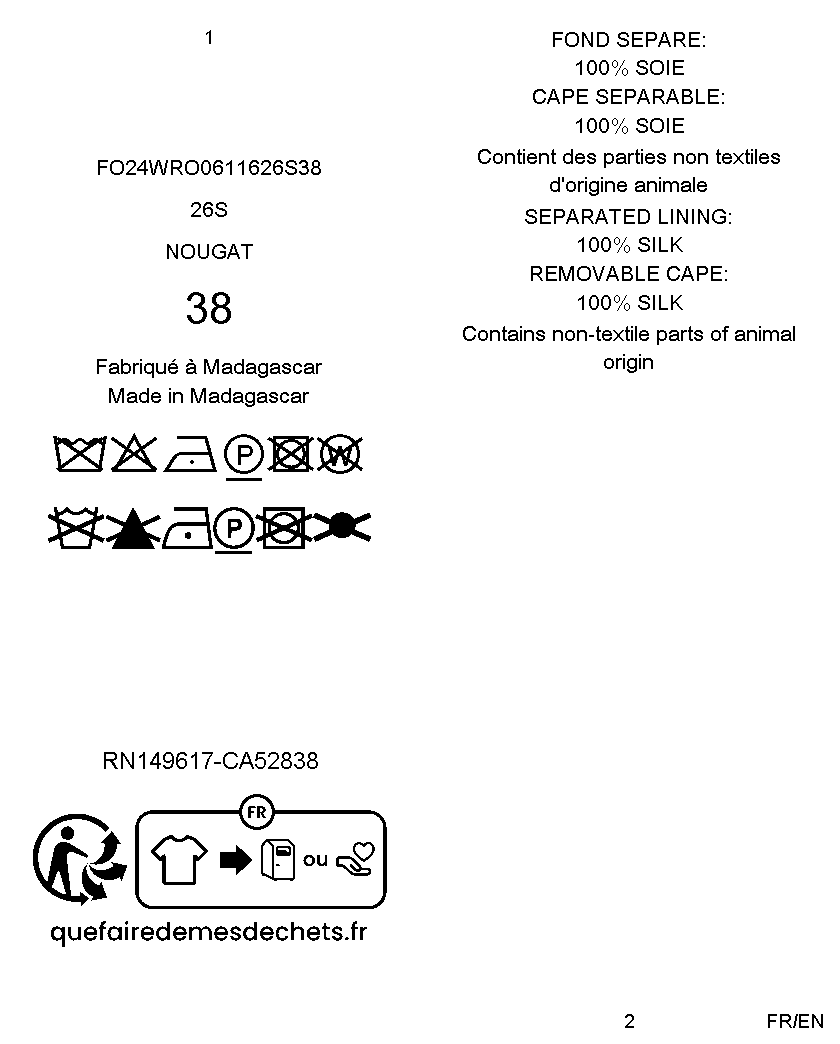 1
FO24WRO0611626S38
26S
NOUGAT
38
Fabriqué à Madagascar
Made in Madagascar
P W
P
RN149617-CA52838
FR
ou
quefairedemesdechets.fr
FOND SEPARE:
100% SOIE
CAPE SEPARABLE:
100% SOIE
Contient des parties non textiles
d'origine animale
SEPARATED LINING:
100% SILK
REMOVABLE CAPE:
100% SILK
Contains non-textile parts of animal
origin
2
FR/EN